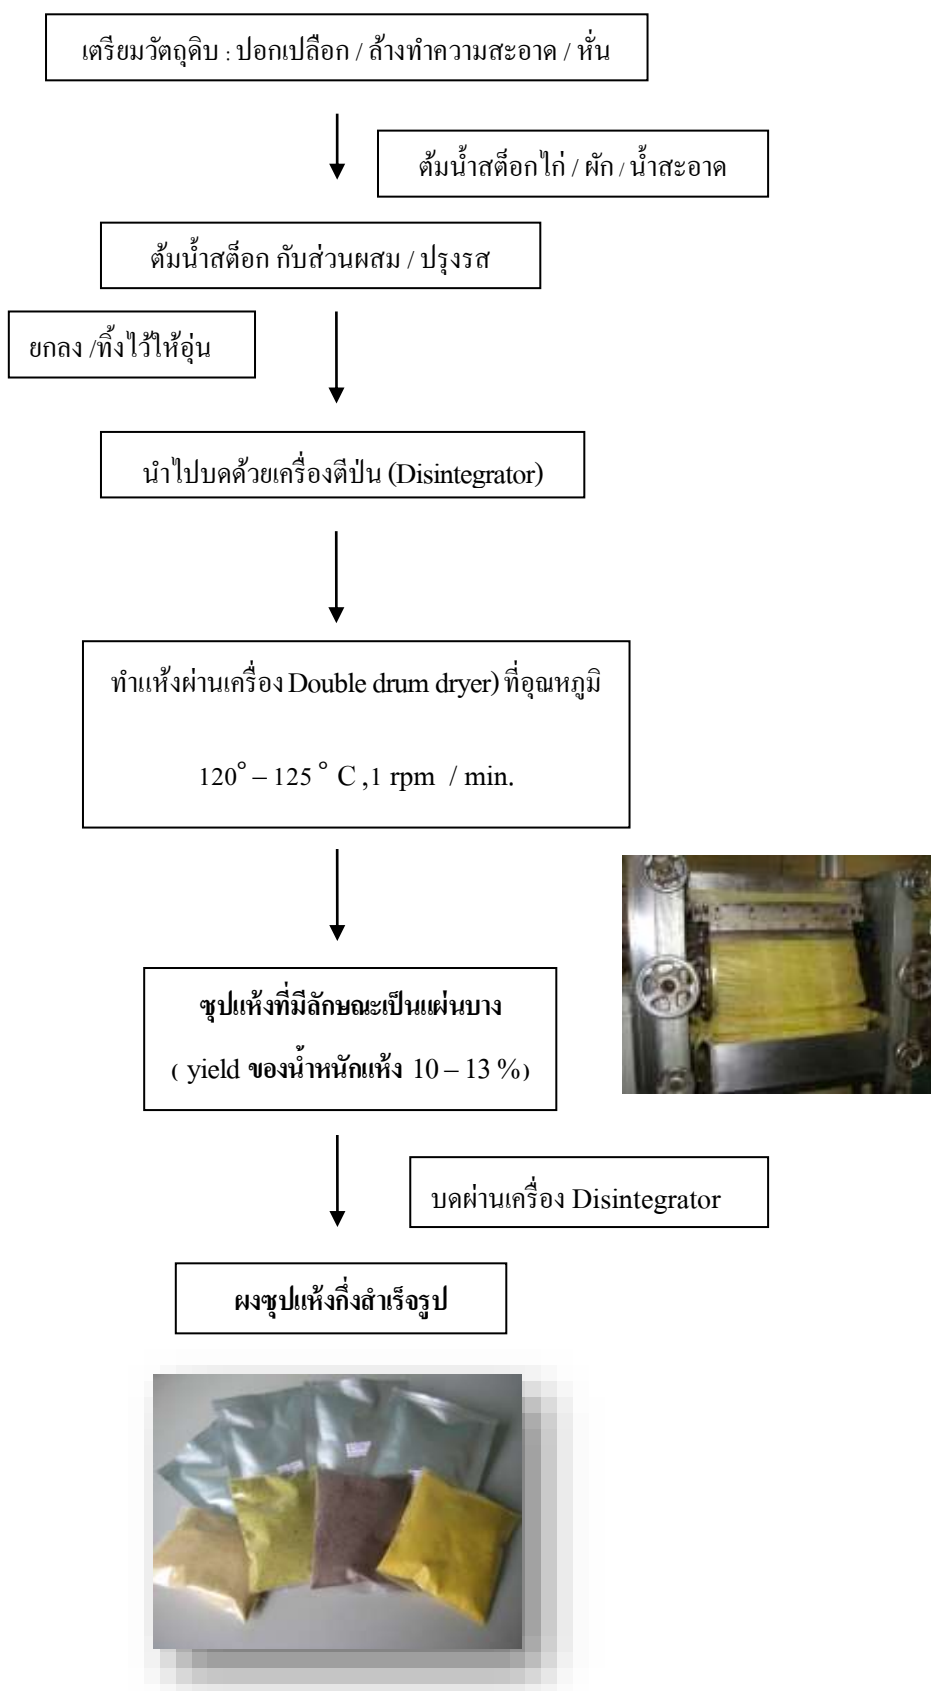 เตรียมวัตถุดิบ : ปอกเปลือก / ล้างทำความสะอาด / หั่น
ต้มน้ำสต็อกไก่ / ผัก / น้ำสะอาด
ต้มน้ำสต็อก กับส่วนผสม / ปรุงรส
ยกลง /ทิ้งไว้ให้อุ่น
นำไปบดด้วยเครื่องตีป่น (Disintegrator)
ทำแห้งผ่านเครื่อง Double drum dryer) ที่อุณหภูมิ
120° – 125 ° C ,1 rpm / min.
ซุปแห้งที่มีลักษณะเป็นแผ่นบาง
( yield ของน้ำหนักแห้ง 10 – 13 %)
บดผ่านเครื่อง Disintegrator
ผงซุปแห้งกึ่งสำเร็จรูป